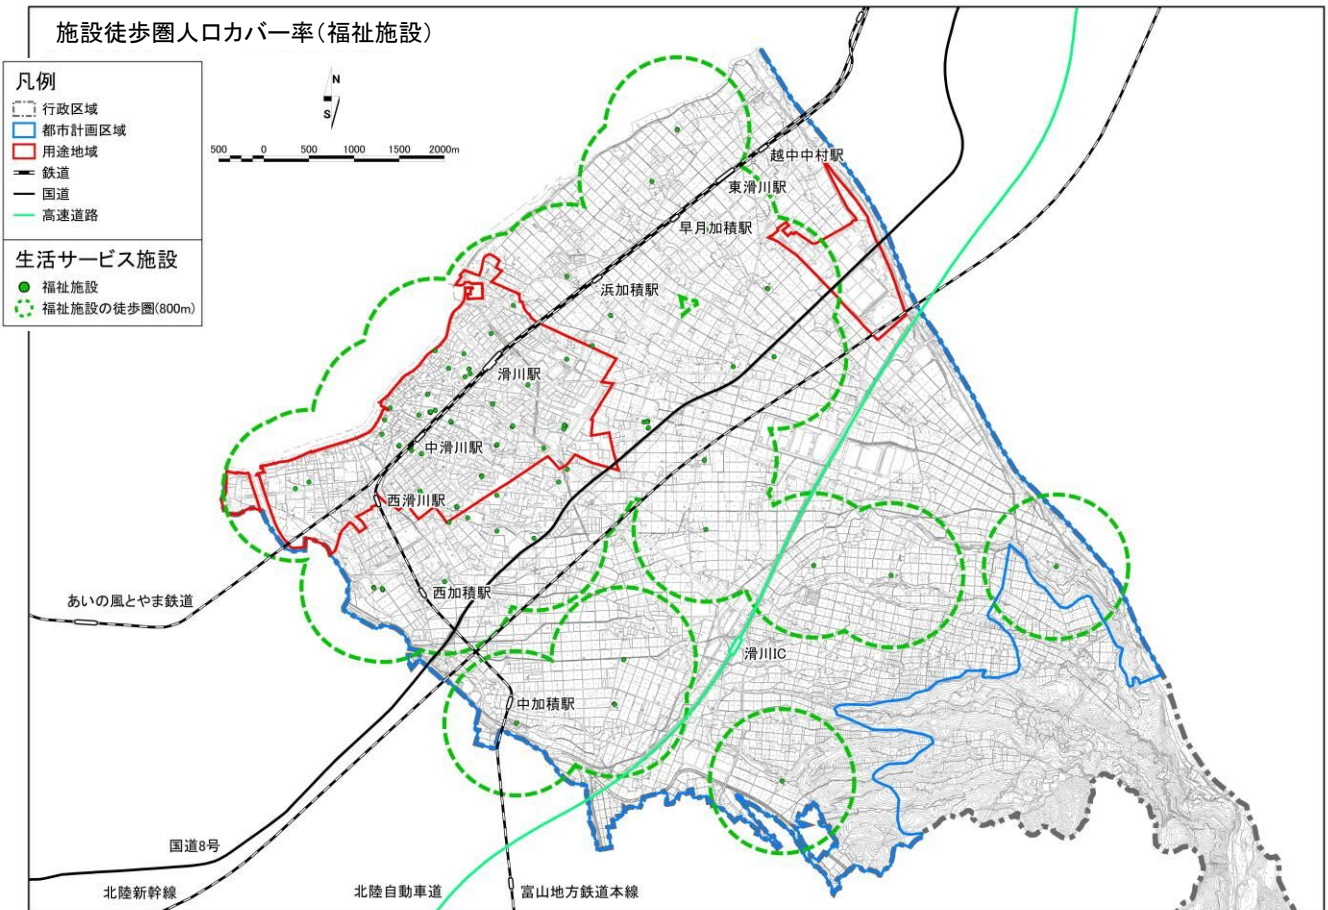 施設徒歩圏人口カバー率(福祉施設)
凡例
行政区域
都市計画区域
用途地域
鉄道
国道
高速道路
生活サービス施設
福祉施設
福祉施設の徒歩圏(800m)
N
S
500 0 500 1000 1500 2000m
越中中村駅
東滑川駅
早月加積駅
浜加積駅
滑川駅
中滑川駅
西滑川駅
西加積駅
あいの風とやま鉄道
滑川IC
中加積駅
国道8号
北陸新幹線
北陸自動車道
富山地方鉄道本線